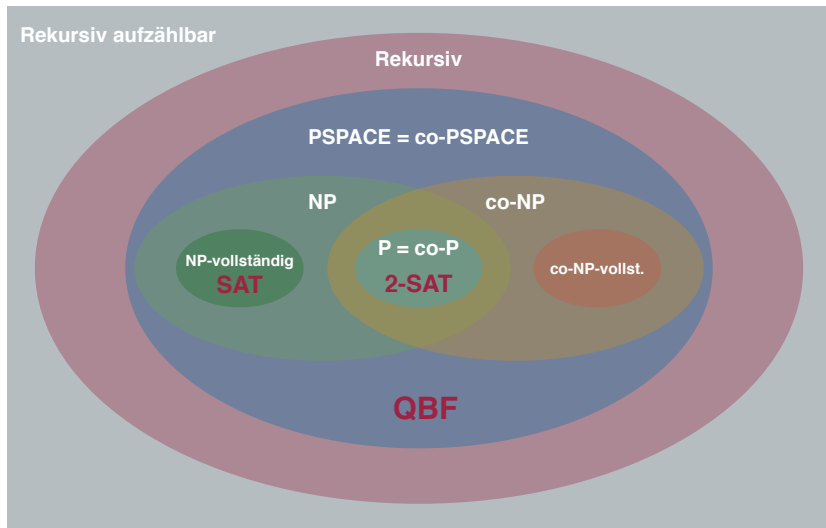 Rekursiv aufzählbar
Rekursiv
PSPACE = co-PSPACE
NP
co-NP
NP-vollständig
SAT
P = co-P
2-SAT
co-NP-vollst.
QBF